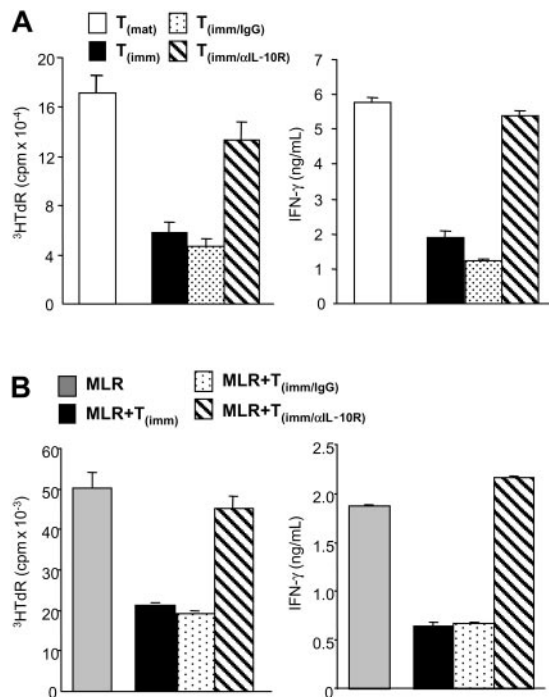 A
T(mat) T(imm/IgG)
T(imm) T(imm/αIL-10R)
³HTdR (cpm x 10⁻⁴)
20
16
12
8
4
0
IFN-γ (ng/mL)
7
6
5
4
3
2
1
0
B
MLR MLR+T(imm/IgG)
MLR+T(imm) MLR+T(imm/αIL-10R)
³HTdR (cpm x 10⁻³)
60
50
40
30
20
10
0
IFN-γ (ng/mL)
2.5
2.0
1.5
1.0
0.5
0